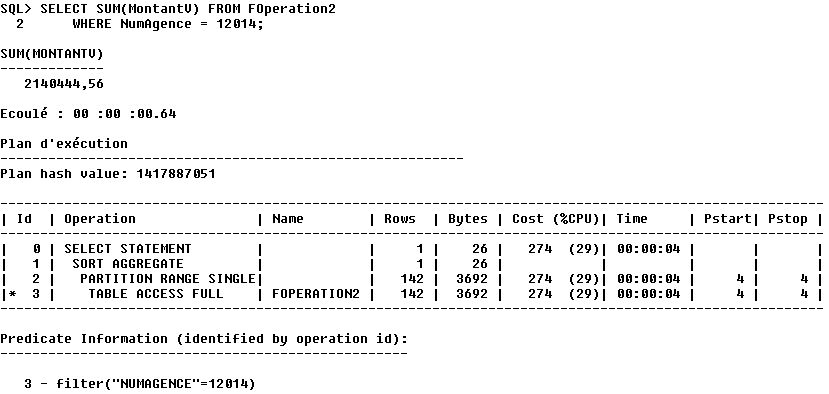 SQL> SELECT SUM(MontantV) FROM FOperation2
  2      WHERE NumAgence = 12014;
SUM(MONTANTV)
-------------
   2140444,56
Ecoulé : 00 :00 :00.64
Plan d'exécution
----------------------------------------------------------
Plan hash value: 1417887051
-------------------------------------------------------------------------------------------------------
| Id  | Operation               | Name        | Rows  | Bytes | Cost (%CPU)| Time     | Pstart| Pstop |
-------------------------------------------------------------------------------------------------------
|   0 | SELECT STATEMENT        |             |     1 |    26 |   274  (29)| 00:00:04 |       |       |
|   1 |  SORT AGGREGATE         |             |     1 |    26 |            |          |       |       |
|   2 |   PARTITION RANGE SINGLE|             |   142 |  3692 |   274  (29)| 00:00:04 |     4 |     4 |
|*  3 |    TABLE ACCESS FULL    | FOPERATION2 |   142 |  3692 |   274  (29)| 00:00:04 |     4 |     4 |
-------------------------------------------------------------------------------------------------------
Predicate Information (identified by operation id):
---------------------------------------------------
   3 - filter("NUMAGENCE"=12014)